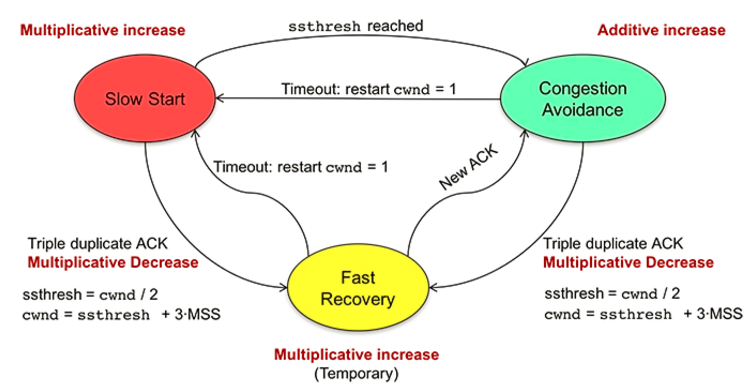 ssthresh reached
Multiplicative increase
Additive increase
Slow Start
Timeout: restart cwnd = 1
Congestion
Avoidance
Timeout: restart cwnd = 1
New ACK
Triple duplicate ACK
Multiplicative Decrease
ssthresh = cwnd / 2
cwnd = ssthresh + 3·MSS
Fast
Recovery
Triple duplicate ACK
Multiplicative Decrease
ssthresh = cwnd / 2
cwnd = ssthresh + 3·MSS
Multiplicative increase
(Temporary)